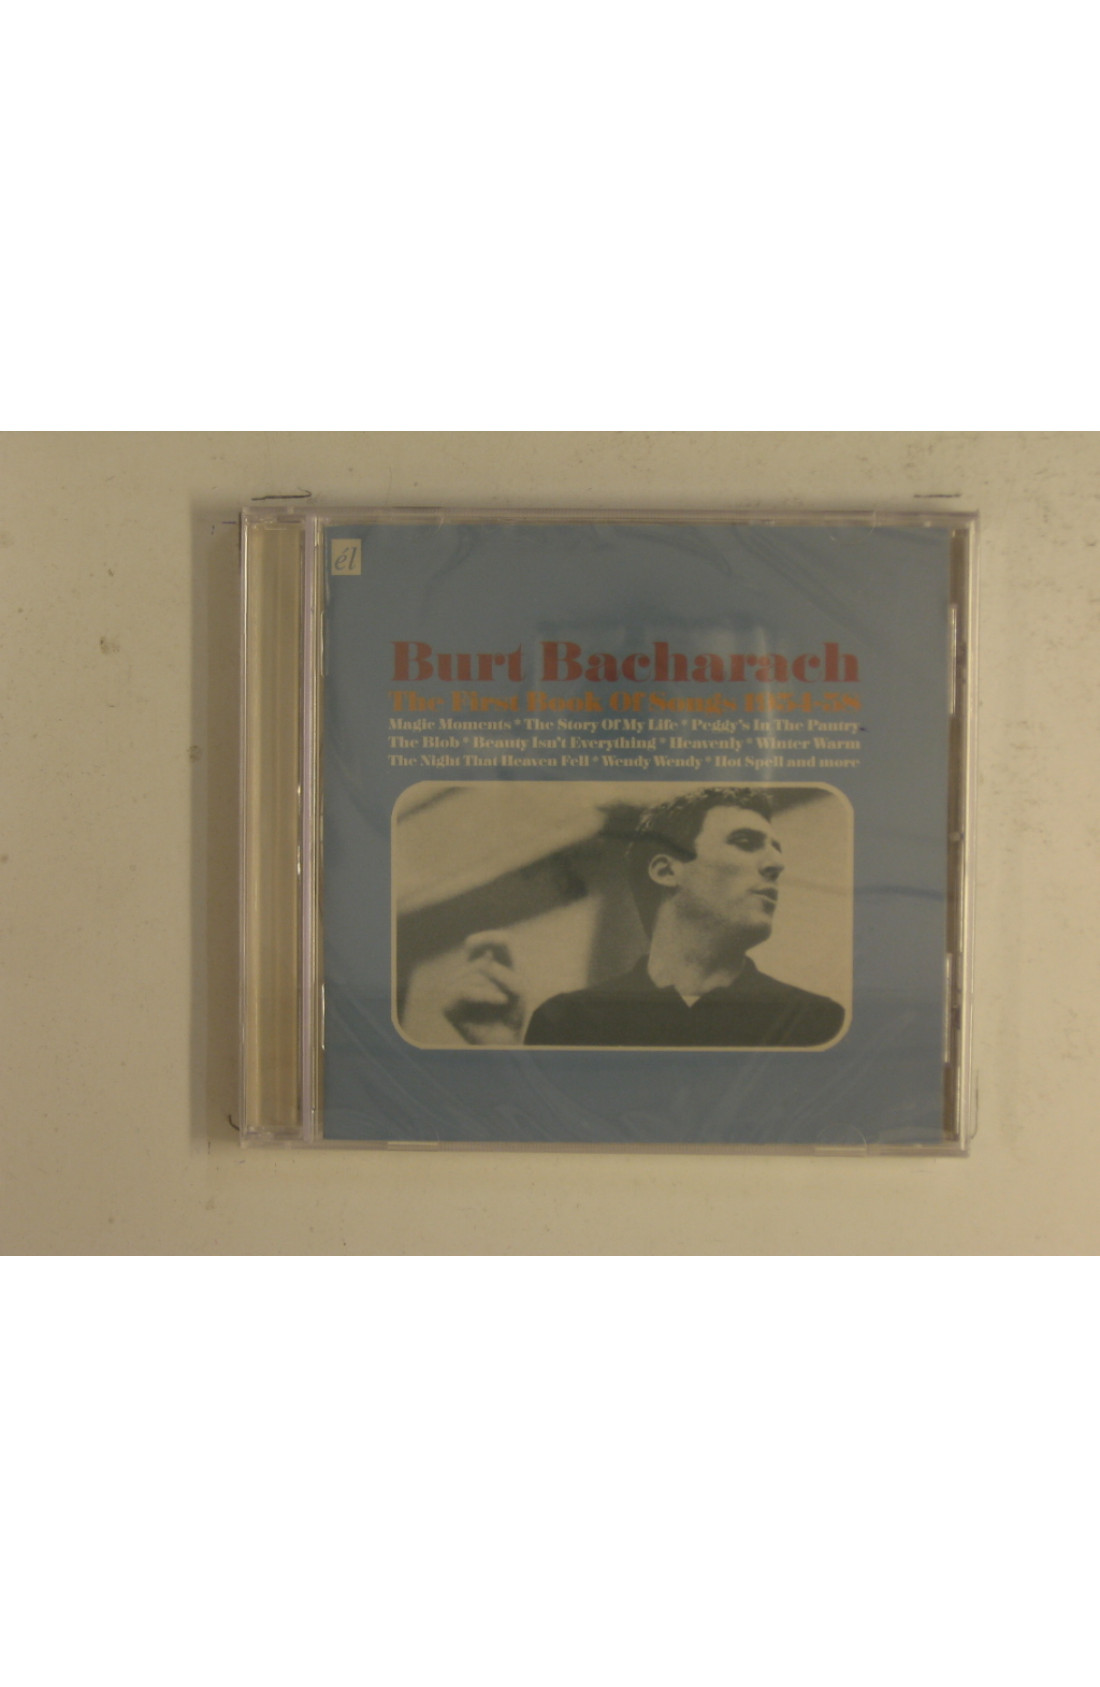 él
Burt Bacharach
The First Book Of Songs 1954-58
Magic Moments * The Story Of My Life * Peggy's In The Pantry
The Blob * Beauty Isn't Everything * Heavenly * Winter Warm
The Night That Heaven Fell * Wendy Wendy * Hot Spell and more